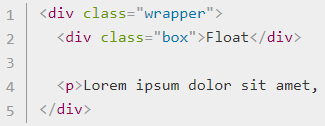 1 <div class="wrapper">
2   <div class="box">Float</div>
3
4   <p>Lorem ipsum dolor sit amet,
5 </div>